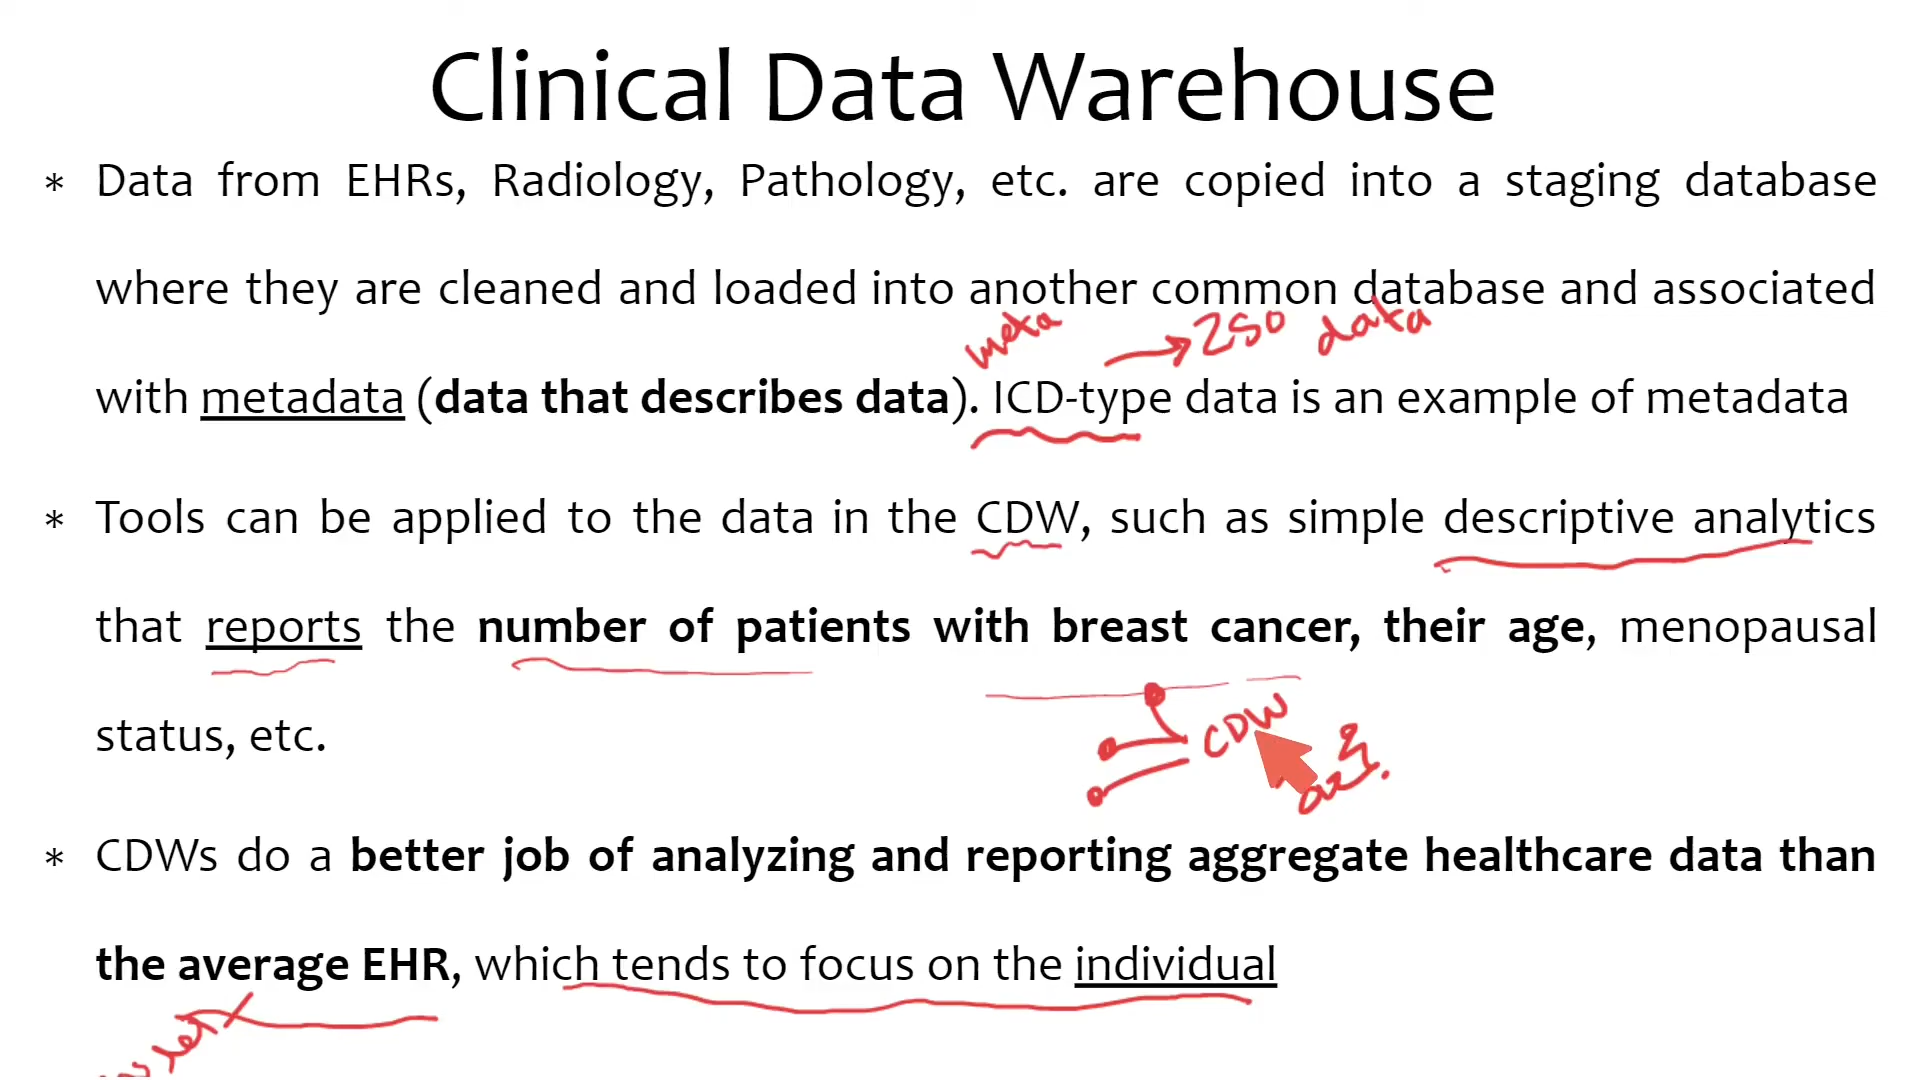 Clinical Data Warehouse
* Data from EHRs, Radiology, Pathology, etc. are copied into a staging database
where they are cleaned and loaded into another common database and associated
meta → 250 data
with metadata (data that describes data). ICD-type data is an example of metadata
* Tools can be applied to the data in the CDW, such as simple descriptive analytics
that reports the number of patients with breast cancer, their age, menopausal
status, etc.
CDW
* CDWs do a better job of analyzing and reporting aggregate healthcare data than
the average EHR, which tends to focus on the individual